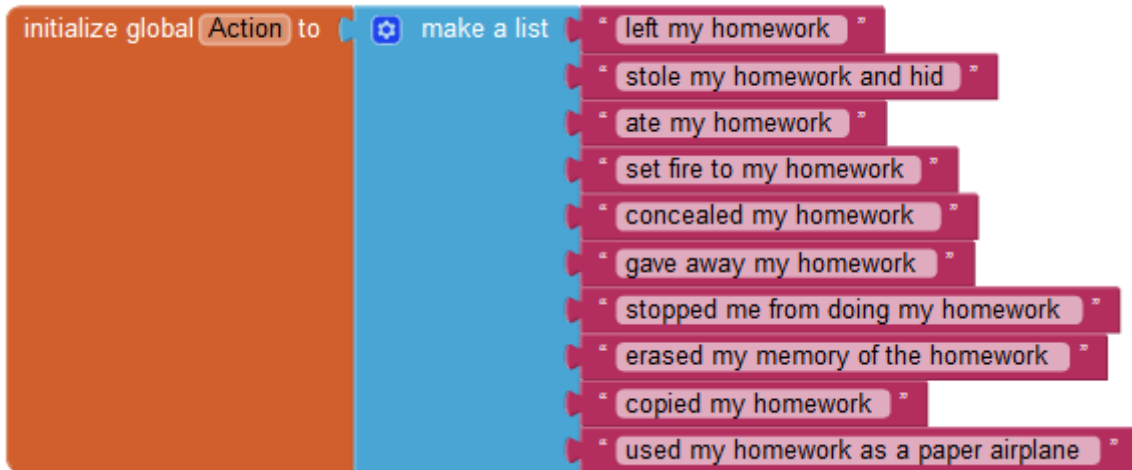 initialize global Action to make a list “ left my homework ”
“ stole my homework and hid ”
“ ate my homework ”
“ set fire to my homework ”
“ concealed my homework ”
“ gave away my homework ”
“ stopped me from doing my homework ”
“ erased my memory of the homework ”
“ copied my homework ”
“ used my homework as a paper airplane ”